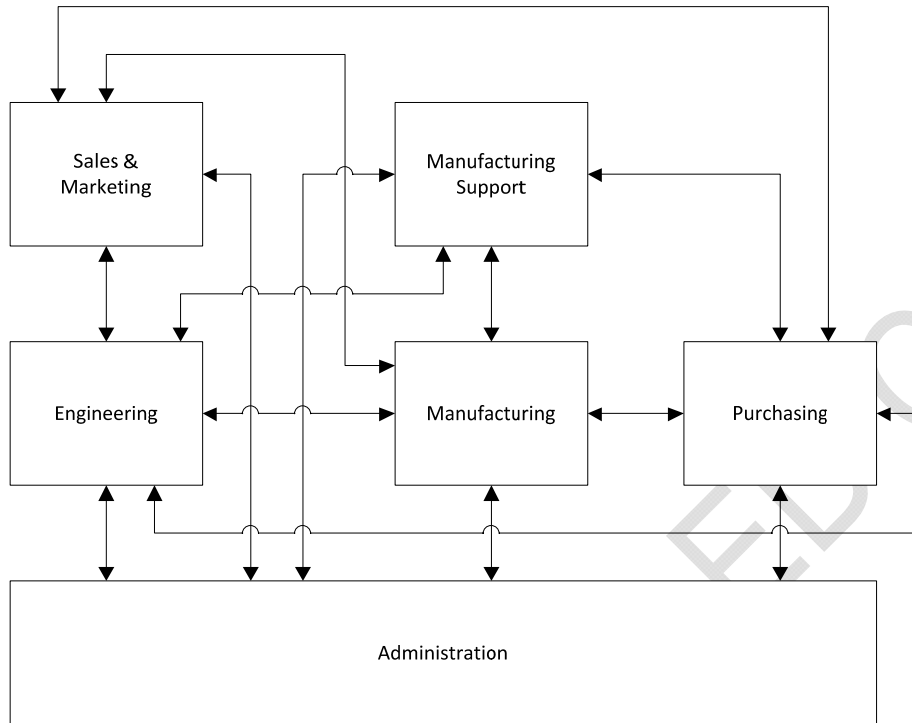 Sales &
Marketing
Manufacturing
Support
Engineering
Manufacturing
Purchasing
Administration